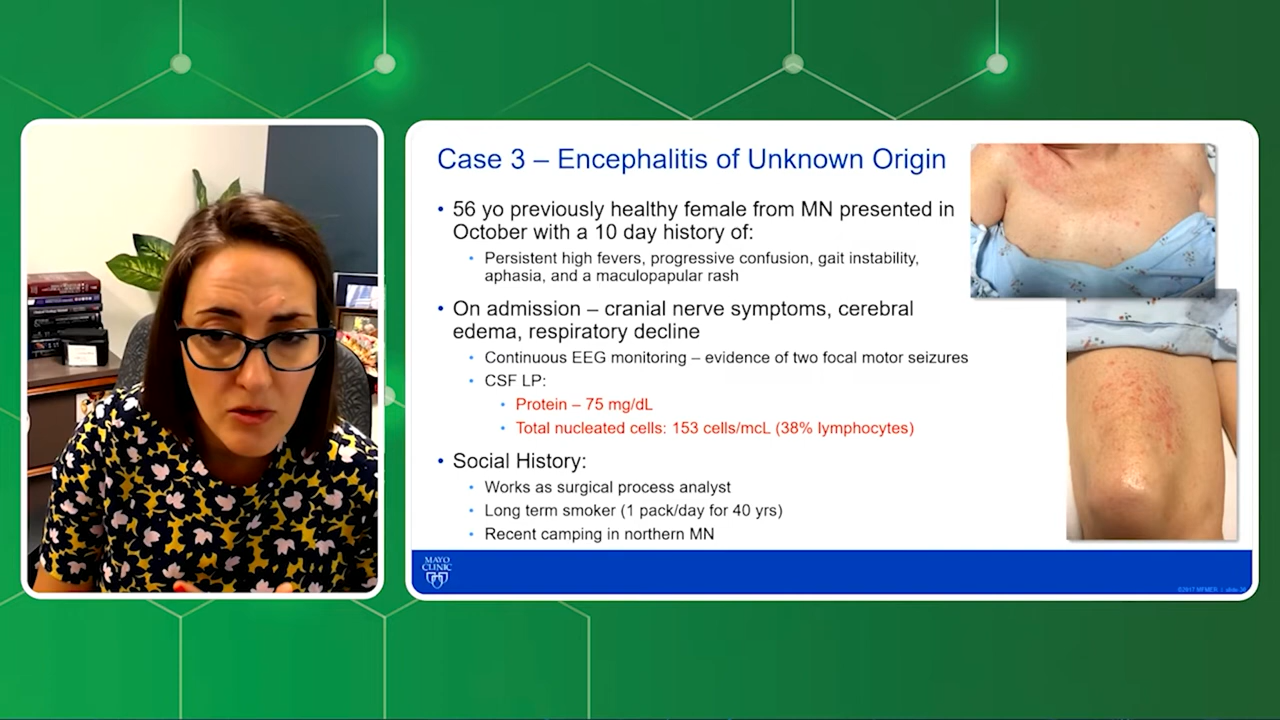 Case 3 – Encephalitis of Unknown Origin
• 56 yo previously healthy female from MN presented in
October with a 10 day history of:
• Persistent high fevers, progressive confusion, gait instability,
aphasia, and a maculopapular rash
• On admission – cranial nerve symptoms, cerebral
edema, respiratory decline
• Continuous EEG monitoring – evidence of two focal motor seizures
• CSF LP:
• Protein – 75 mg/dL
• Total nucleated cells: 153 cells/mcL (38% lymphocytes)
• Social History:
• Works as surgical process analyst
• Long term smoker (1 pack/day for 40 yrs)
• Recent camping in northern MN
MAYO
CLINIC
©2017 MFMER | slide